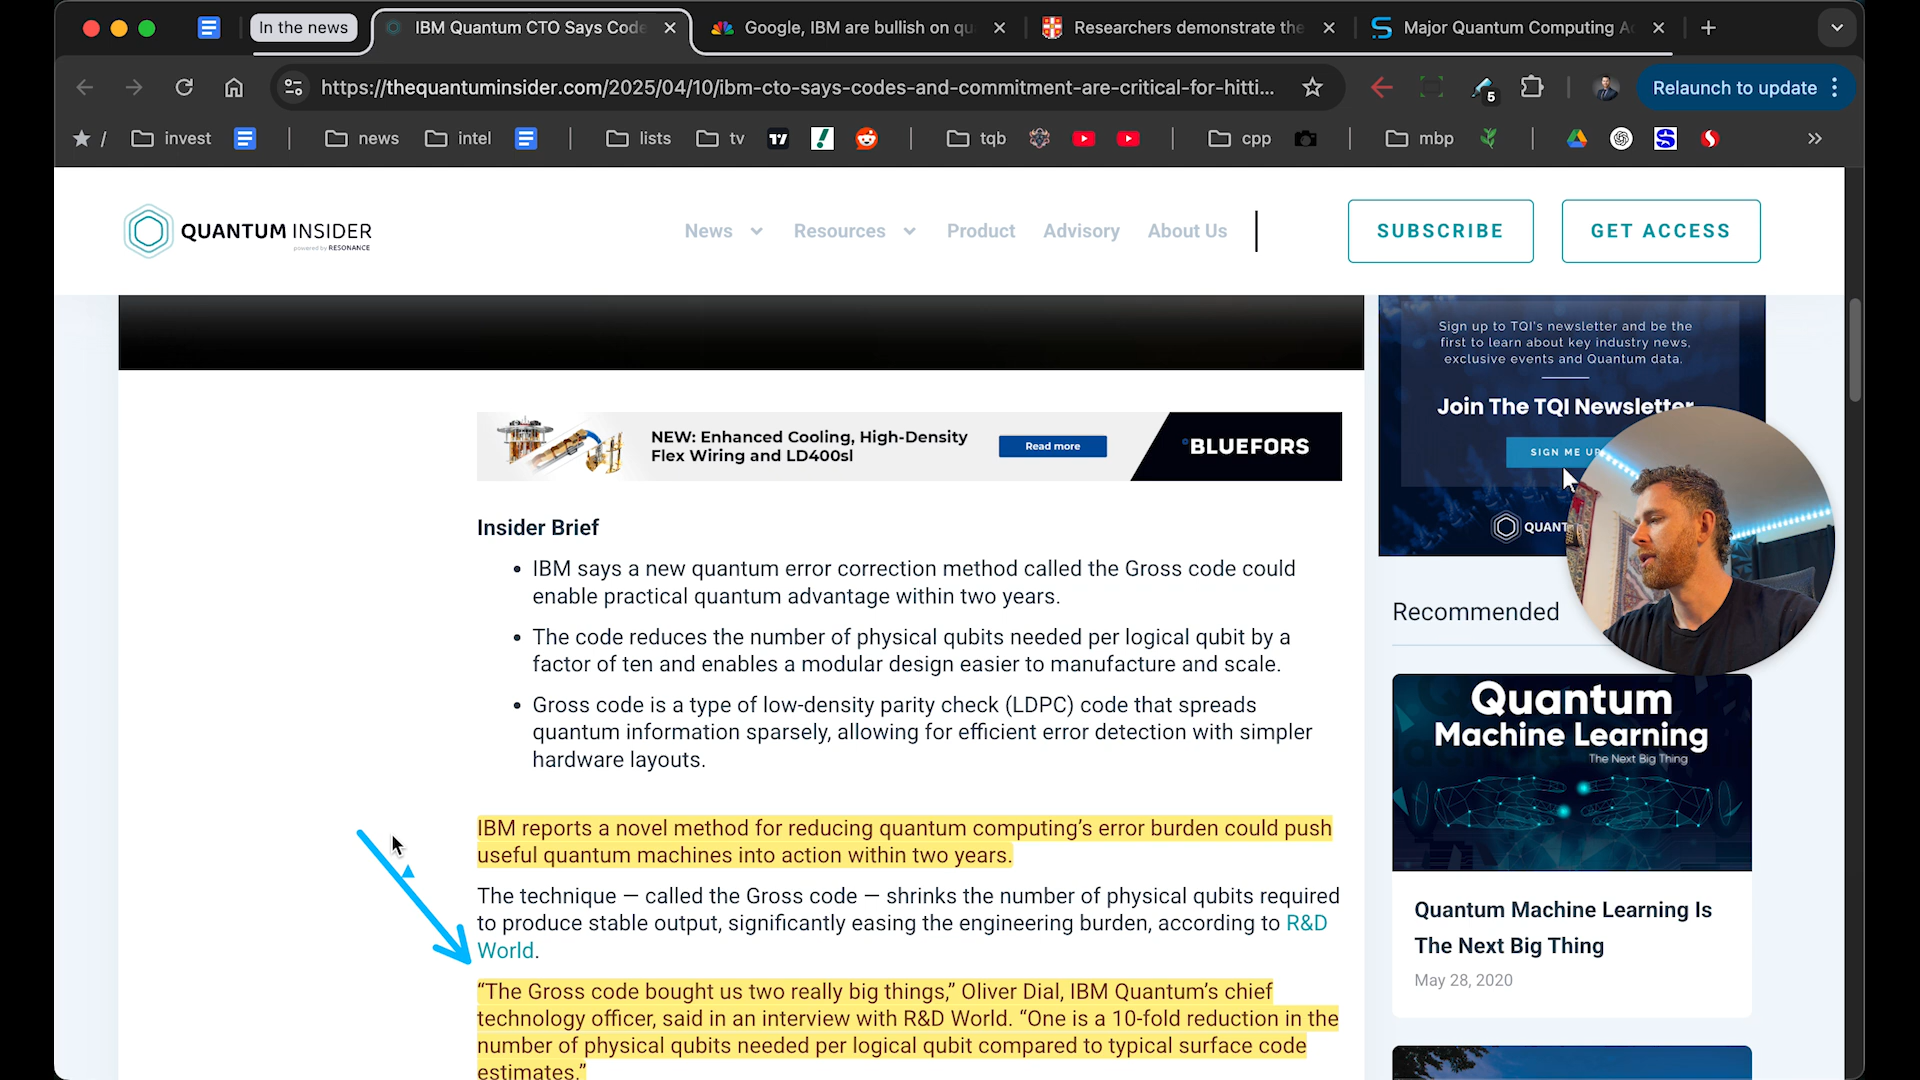 In the news
IBM Quantum CTO Says Code
Google, IBM are bullish on qu
Researchers demonstrate the
Major Quantum Computing A
https://thequantuminsider.com/2025/04/10/ibm-cto-says-codes-and-commitment-are-critical-for-hitti...
5
Relaunch to update
/
invest
news
intel
lists
tv
tqb
cpp
mbp
QUANTUM INSIDER
powered by RESONANCE
News
Resources
Product
Advisory
About Us
SUBSCRIBE
GET ACCESS
NEW: Enhanced Cooling, High-Density
Flex Wiring and LD400sl
Read more
BLUEFORS
Insider Brief
• IBM says a new quantum error correction method called the Gross code could
enable practical quantum advantage within two years.
• The code reduces the number of physical qubits needed per logical qubit by a
factor of ten and enables a modular design easier to manufacture and scale.
• Gross code is a type of low-density parity check (LDPC) code that spreads
quantum information sparsely, allowing for efficient error detection with simpler
hardware layouts.
IBM reports a novel method for reducing quantum computing’s error burden could push
useful quantum machines into action within two years.
The technique — called the Gross code — shrinks the number of physical qubits required
to produce stable output, significantly easing the engineering burden, according to R&D
World.
“The Gross code bought us two really big things,” Oliver Dial, IBM Quantum’s chief
technology officer, said in an interview with R&D World. “One is a 10-fold reduction in the
number of physical qubits needed per logical qubit compared to typical surface code
estimates.”
Sign up to TQI's newsletter and be the
first to learn about key industry news,
exclusive events and Quantum data.
Join The TQI Newsletter
SIGN ME UP
QUANT
Recommended
Quantum
Machine Learning
The Next Big Thing
Quantum Machine Learning Is
The Next Big Thing
May 28, 2020